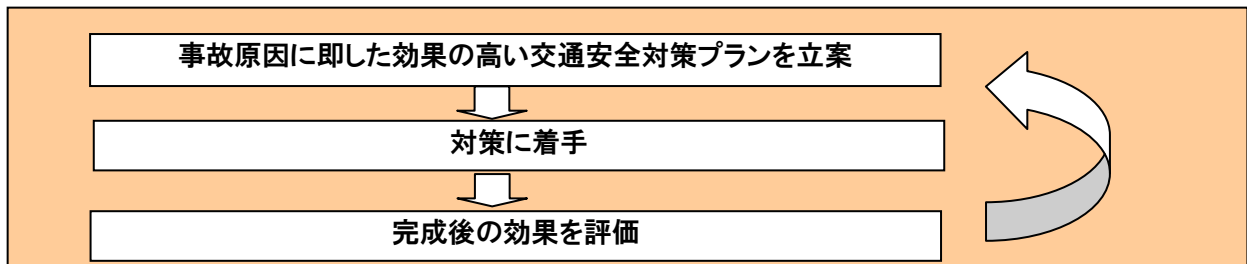 事故原因に即した効果の高い交通安全対策プランを立案
対策に着手
完成後の効果を評価